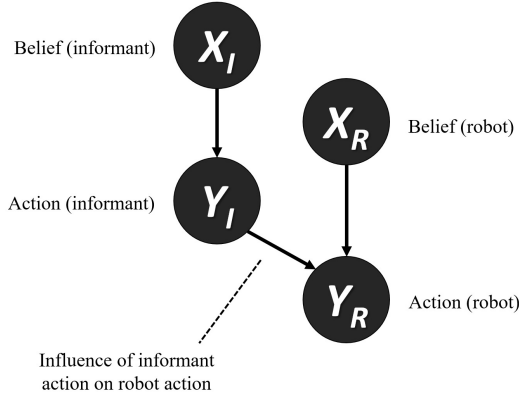 Belief (informant)
X_I
X_R
Belief (robot)
Action (informant)
Y_I
Y_R
Action (robot)
Influence of informant
action on robot action